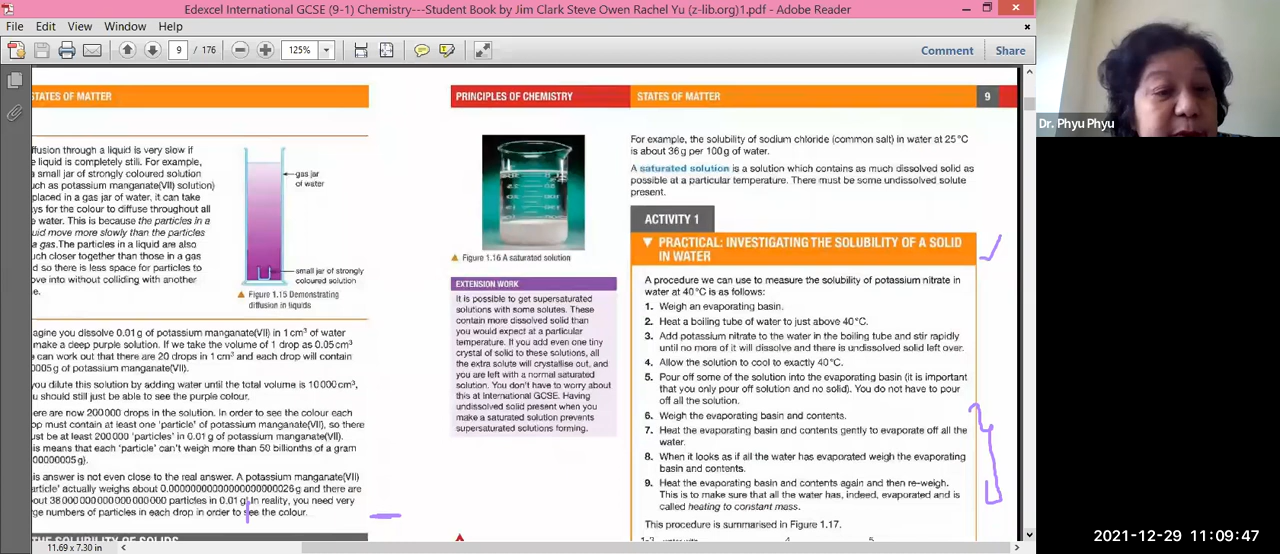 Edexcel International GCSE (9-1) Chemistry---Student Book by Jim Clark Steve Owen Rachel Yu (z-lib.org)1.pdf - Adobe Reader
File Edit View Window Help
9 / 176 125% Comment Share
STATES OF MATTER
ffusion through a liquid is very slow if
e liquid is completely still. For example,
a small jar of strongly coloured solution
uch as potassium manganate(VII) solution)
placed in a gas jar of water, it can take
ys for the colour to diffuse throughout all
e water. This is because the particles in a
uid move more slowly than the particles
a gas. The particles in a liquid are also
uch closer together than those in a gas
d so there is less space for particles to
ove into without colliding with another
e.
gas jar
of water
small jar of strongly
coloured solution
Figure 1.15 Demonstrating
diffusion in liquids
agine you dissolve 0.01 g of potassium manganate(VII) in 1 cm³ of water
make a deep purple solution. If we take the volume of 1 drop as 0.05 cm³
e can work out that there are 20 drops in 1 cm³ and each drop will contain
0005 g of potassium manganate(VII).
you dilute this solution by adding water until the total volume is 10 000 cm³,
u should still just be able to see the purple colour.
ere are now 200 000 drops in the solution. In order to see the colour each
op must contain at least one 'particle' of potassium manganate(VII), so there
ust be at least 200 000 'particles' in 0.01 g of potassium manganate(VII).
is means that each 'particle' can't weigh more than 50 billionths of a gram
is answer is not even close to the real answer. A potassium manganate(VII)
article' actually weighs about 0.00000000000000000000026 g and there are
out 38 000 000 000 000 000 000 particles in 0.01 g! In reality, you need very
ge numbers of particles in each drop in order to see the colour.
THE SOLUBILITY OF SOLIDS
PRINCIPLES OF CHEMISTRY
STATES OF MATTER
9
Figure 1.16 A saturated solution
EXTENSION WORK
It is possible to get supersaturated
solutions with some solutes. These
contain more dissolved solid than
you would expect at a particular
temperature. If you add even one tiny
crystal of solid to these solutions, all
the extra solute will crystallise out, and
you are left with a normal saturated
solution. You don't have to worry about
this at International GCSE. Having
undissolved solid present when you
make a saturated solution prevents
supersaturated solutions forming.
For example, the solubility of sodium chloride (common salt) in water at 25 °C
is about 36 g per 100 g of water.
A saturated solution is a solution which contains as much dissolved solid as
possible at a particular temperature. There must be some undissolved solute
present.
ACTIVITY 1
PRACTICAL: INVESTIGATING THE SOLUBILITY OF A SOLID
IN WATER
A procedure we can use to measure the solubility of potassium nitrate in
water at 40 °C is as follows:
1. Weigh an evaporating basin.
2. Heat a boiling tube of water to just above 40 °C.
3. Add potassium nitrate to the water in the boiling tube and stir rapidly
until no more of it will dissolve and there is undissolved solid left over.
4. Allow the solution to cool to exactly 40 °C.
5. Pour off some of the solution into the evaporating basin (it is important
that you only pour off solution and no solid). You do not have to pour
off all the solution.
6. Weigh the evaporating basin and contents.
7. Heat the evaporating basin and contents gently to evaporate off all the
water.
8. When it looks as if all the water has evaporated weigh the evaporating
basin and contents.
9. Heat the evaporating basin and contents again and then re-weigh.
This is to make sure that all the water has, indeed, evaporated and is
called heating to constant mass.
This procedure is summarised in Figure 1.17.
11.69 x 7.30 in
Dr. Phyu Phyu
2021-12-29 11:09:47